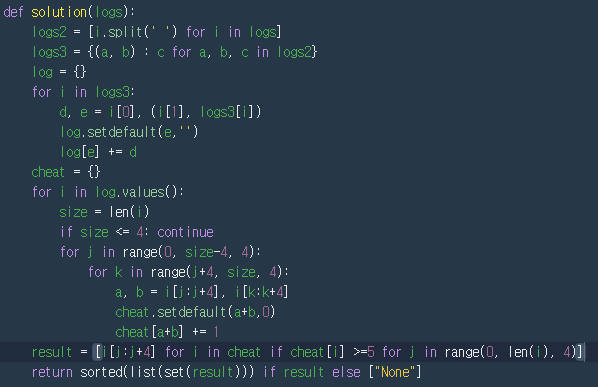 def solution(logs):
    logs2 = [i.split(' ') for i in logs]
    logs3 = {(a, b) : c for a, b, c in logs2}
    log = {}
    for i in logs3:
        d, e = i[0], (i[1], logs3[i])
        log.setdefault(e,'')
        log[e] += d
    cheat = {}
    for i in log.values():
        size = len(i)
        if size <= 4: continue
        for j in range(0, size-4, 4):
            for k in range(j+4, size, 4):
                a, b = i[j:j+4], i[k:k+4]
                cheat.setdefault(a+b,0)
                cheat[a+b] += 1
    result = [i[j:j+4] for i in cheat if cheat[i] >=5 for j in range(0, len(i), 4)]
    return sorted(list(set(result))) if result else ["None"]